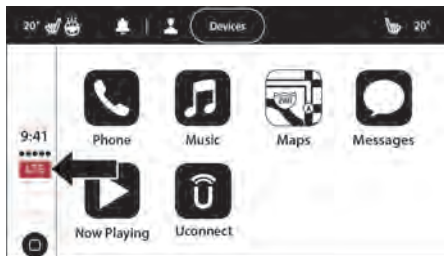 20° Devices 20°
Phone Music Maps Messages
9:41
LTE
Now Playing Uconnect